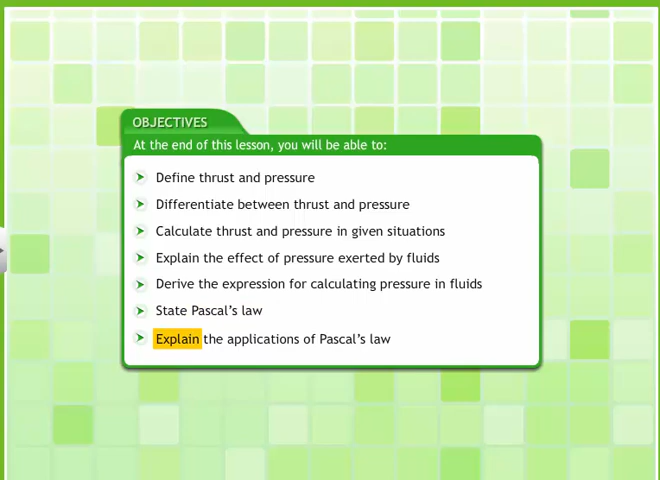 OBJECTIVES
At the end of this lesson, you will be able to:
Define thrust and pressure
Differentiate between thrust and pressure
Calculate thrust and pressure in given situations
Explain the effect of pressure exerted by fluids
Derive the expression for calculating pressure in fluids
State Pascal's law
Explain the applications of Pascal's law